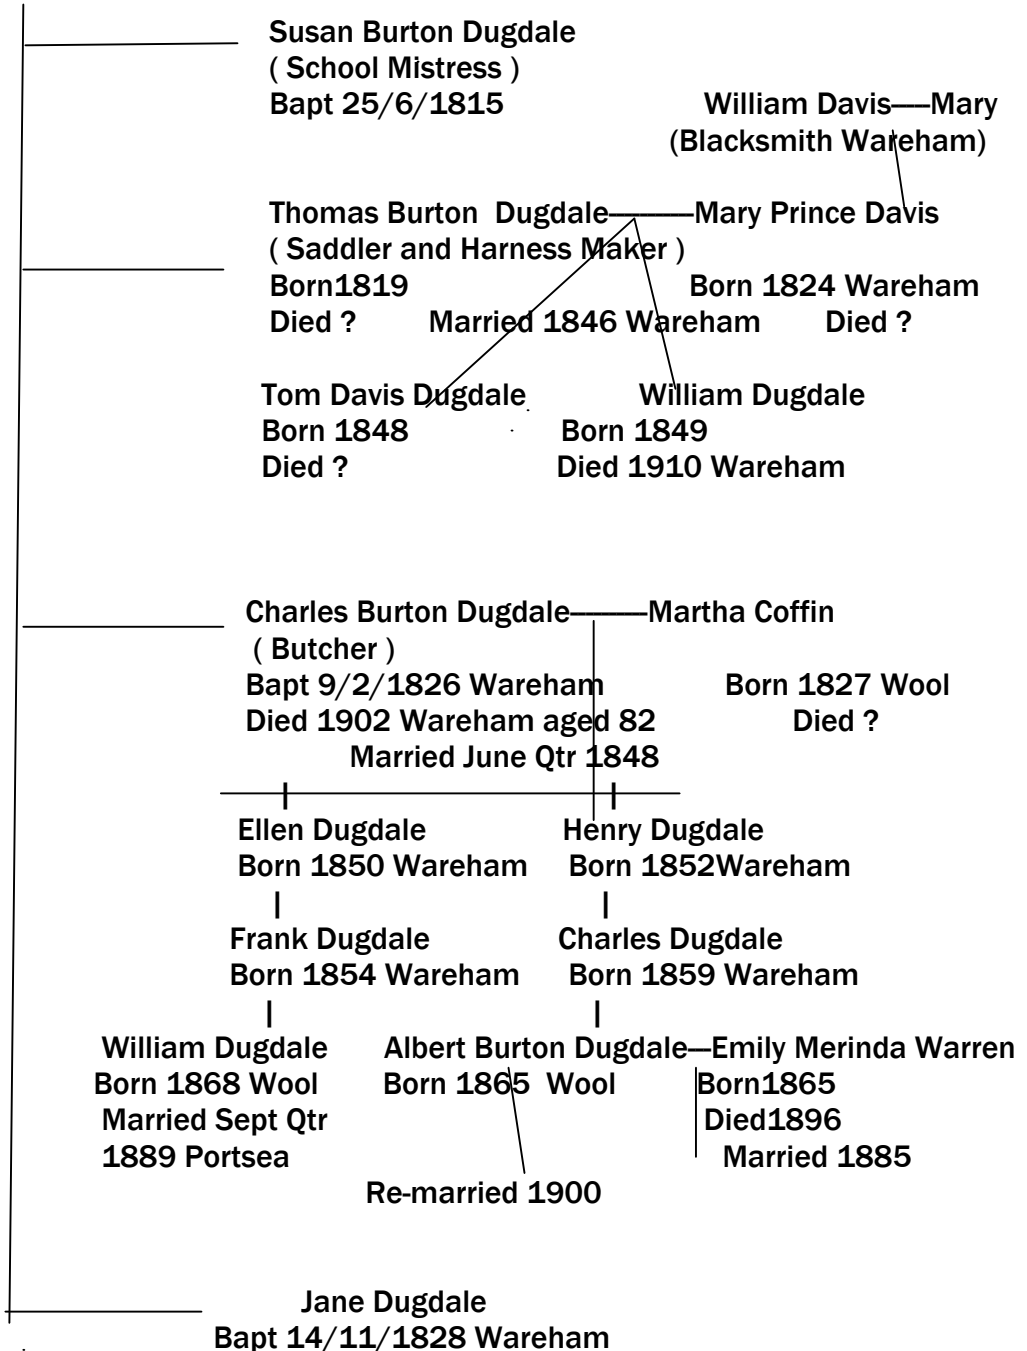 Susan Burton Dugdale
( School Mistress )
Bapt 25/6/1815
William Davis-----Mary
(Blacksmith Wareham)
Thomas Burton Dugdale-----------Mary Prince Davis
( Saddler and Harness Maker )
Born1819 Born 1824 Wareham
Died ? Married 1846 Wareham Died ?
Tom Davis Dugdale William Dugdale
Born 1848 Born 1849
Died ? Died 1910 Wareham
Charles Burton Dugdale----------Martha Coffin
( Butcher )
Bapt 9/2/1826 Wareham Born 1827 Wool
Died 1902 Wareham aged 82 Died ?
Married June Qtr 1848
Ellen Dugdale Henry Dugdale
Born 1850 Wareham Born 1852Wareham
Frank Dugdale Charles Dugdale
Born 1854 Wareham Born 1859 Wareham
William Dugdale Albert Burton Dugdale---Emily Merinda Warren
Born 1868 Wool Born 1865 Wool Born1865
Married Sept Qtr Died1896
1889 Portsea Married 1885
Re-married 1900
Jane Dugdale
Bapt 14/11/1828 Wareham